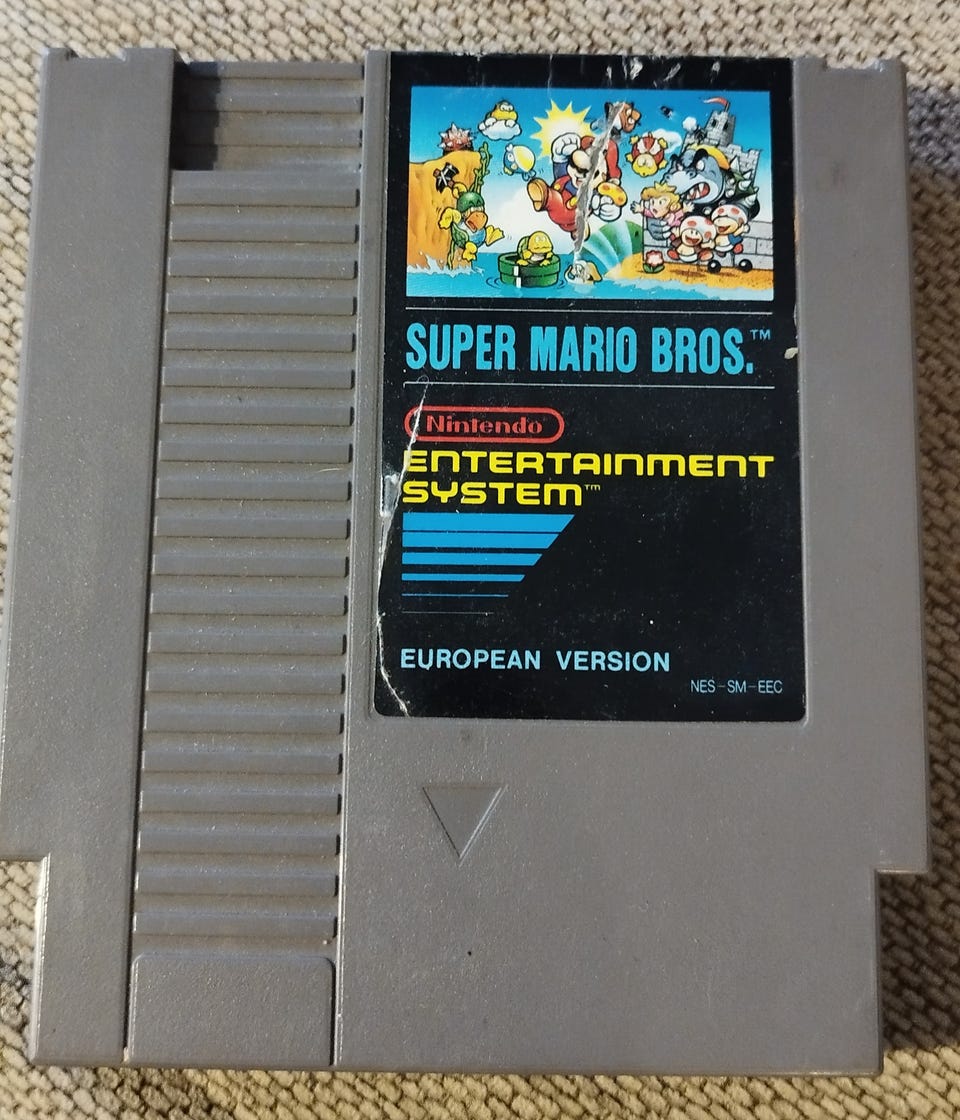 SUPER MARIO BROS.™
Nintendo
ENTERTAINMENT
SYSTEM™
EUROPEAN VERSION
NES-SM-EEC